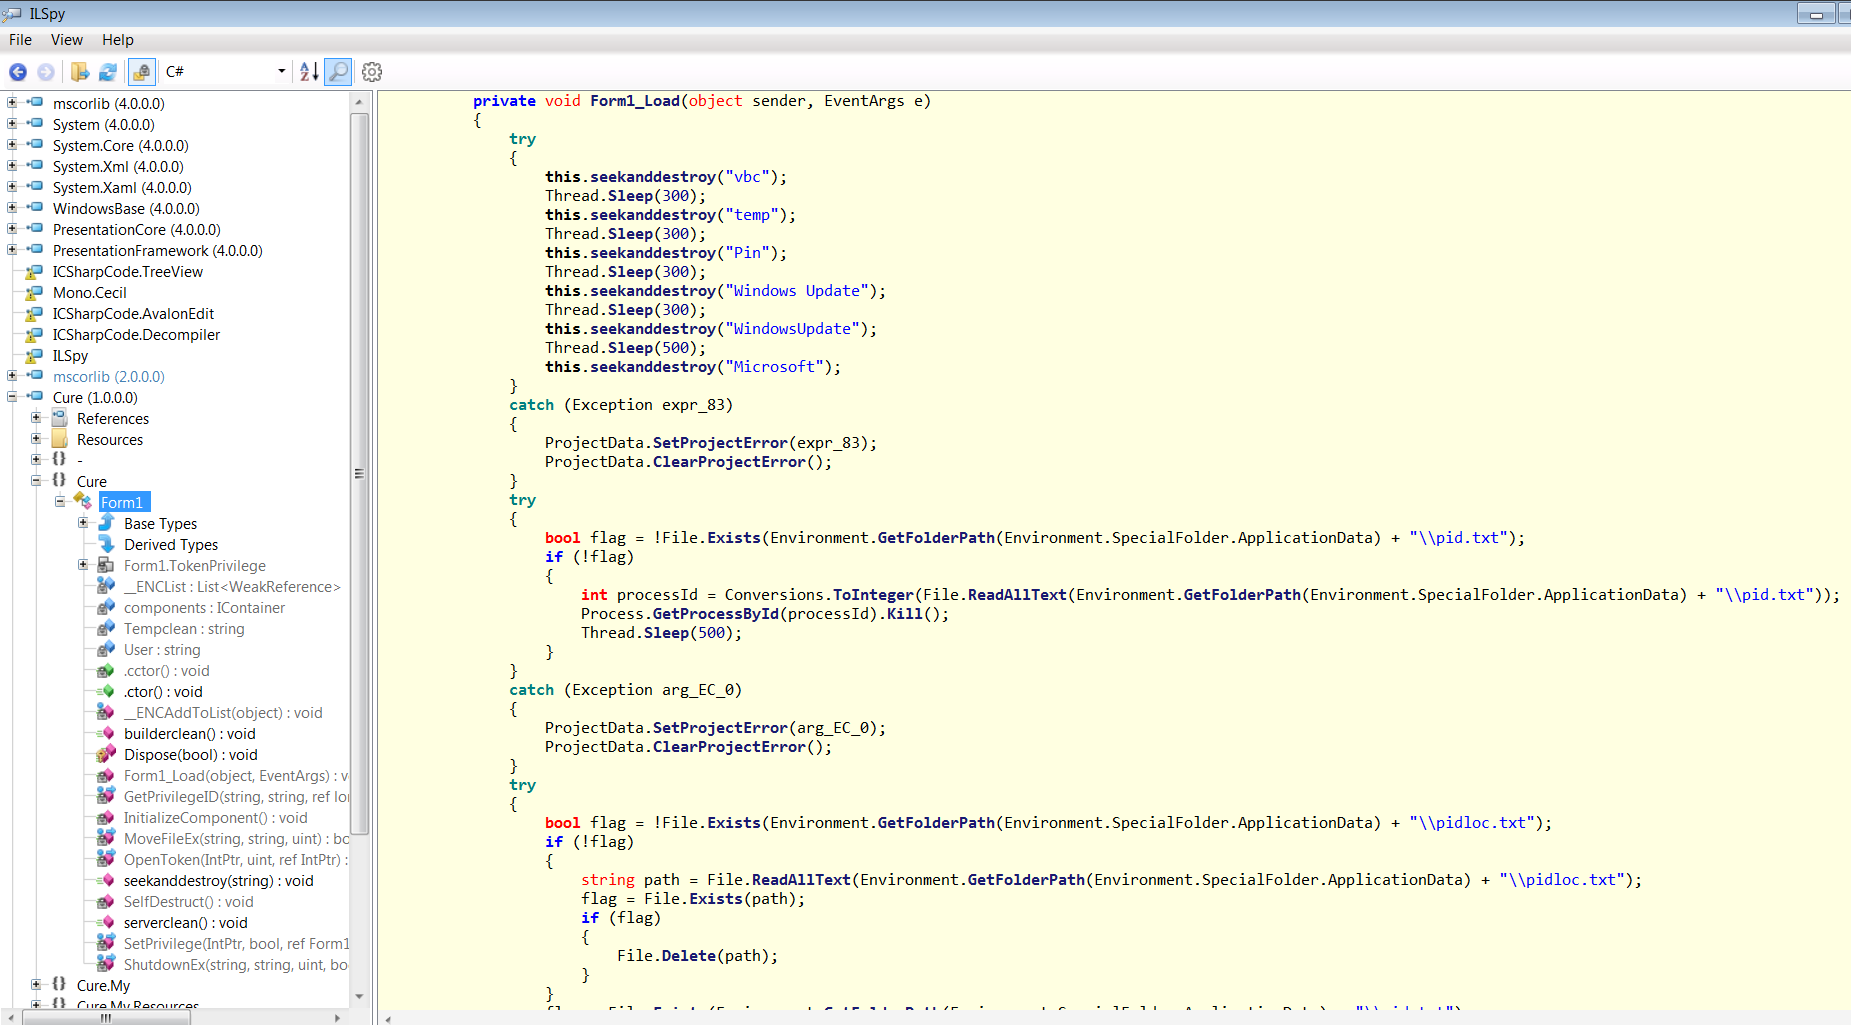 ILSpy
File View Help
C#
mscorlib (4.0.0.0)
System (4.0.0.0)
System.Core (4.0.0.0)
System.Xml (4.0.0.0)
System.Xaml (4.0.0.0)
WindowsBase (4.0.0.0)
PresentationCore (4.0.0.0)
PresentationFramework (4.0.0.0)
ICSharpCode.TreeView
Mono.Cecil
ICSharpCode.AvalonEdit
ICSharpCode.Decompiler
ILSpy
mscorlib (2.0.0.0)
Cure (1.0.0.0)
References
Resources
{} -
{} Cure
Form1
Base Types
Derived Types
Form1.TokenPrivilege
__ENCList : List<WeakReference>
components : IContainer
Tempclean : string
User : string
.cctor() : void
.ctor() : void
__ENCAddToList(object) : void
builderclean() : void
Dispose(bool) : void
Form1_Load(object, EventArgs) : v
GetPrivilegeID(string, string, ref lo
InitializeComponent() : void
MoveFileEx(string, string, uint) : bo
OpenToken(IntPtr, uint, ref IntPtr) :
seekanddestroy(string) : void
SelfDestruct() : void
serverclean() : void
SetPrivilege(IntPtr, bool, ref Form1
ShutdownEx(string, string, uint, bo
{} Cure.My
{} Cure.My.Resources
private void Form1_Load(object sender, EventArgs e)
{
try
{
this.seekanddestroy("vbc");
Thread.Sleep(300);
this.seekanddestroy("temp");
Thread.Sleep(300);
this.seekanddestroy("Pin");
Thread.Sleep(300);
this.seekanddestroy("Windows Update");
Thread.Sleep(300);
this.seekanddestroy("WindowsUpdate");
Thread.Sleep(500);
this.seekanddestroy("Microsoft");
}
catch (Exception expr_83)
{
ProjectData.SetProjectError(expr_83);
ProjectData.ClearProjectError();
}
try
{
bool flag = !File.Exists(Environment.GetFolderPath(Environment.SpecialFolder.ApplicationData) + "\\pid.txt");
if (!flag)
{
int processId = Conversions.ToInteger(File.ReadAllText(Environment.GetFolderPath(Environment.SpecialFolder.ApplicationData) + "\\pid.txt"));
Process.GetProcessById(processId).Kill();
Thread.Sleep(500);
}
}
catch (Exception arg_EC_0)
{
ProjectData.SetProjectError(arg_EC_0);
ProjectData.ClearProjectError();
}
try
{
bool flag = !File.Exists(Environment.GetFolderPath(Environment.SpecialFolder.ApplicationData) + "\\pidloc.txt");
if (!flag)
{
string path = File.ReadAllText(Environment.GetFolderPath(Environment.SpecialFolder.ApplicationData) + "\\pidloc.txt");
flag = File.Exists(path);
if (flag)
{
File.Delete(path);
}
}